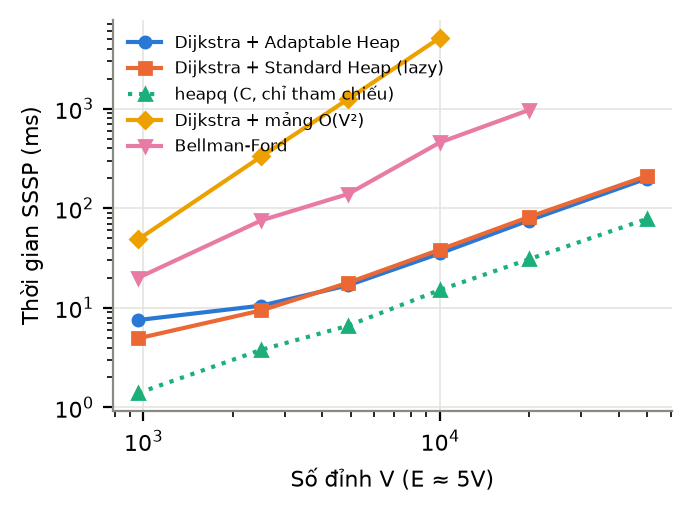 Dijkstra + Adaptable Heap
Dijkstra + Standard Heap (lazy)
heapq (C, chỉ tham chiếu)
Dijkstra + mảng O(V²)
Bellman-Ford
Thời gian SSSP (ms)
10³
10²
10¹
10⁰
10³
10⁴
Số đỉnh V (E ≈ 5V)